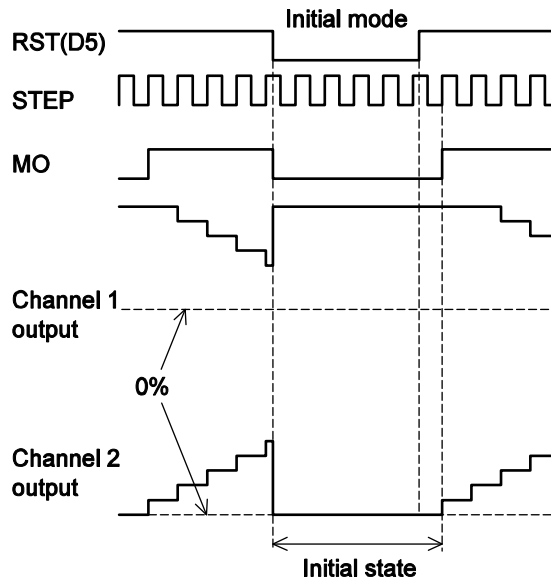 Initial mode
RST(D5)
STEP
MO
Channel 1
output
0%
Channel 2
output
Initial state